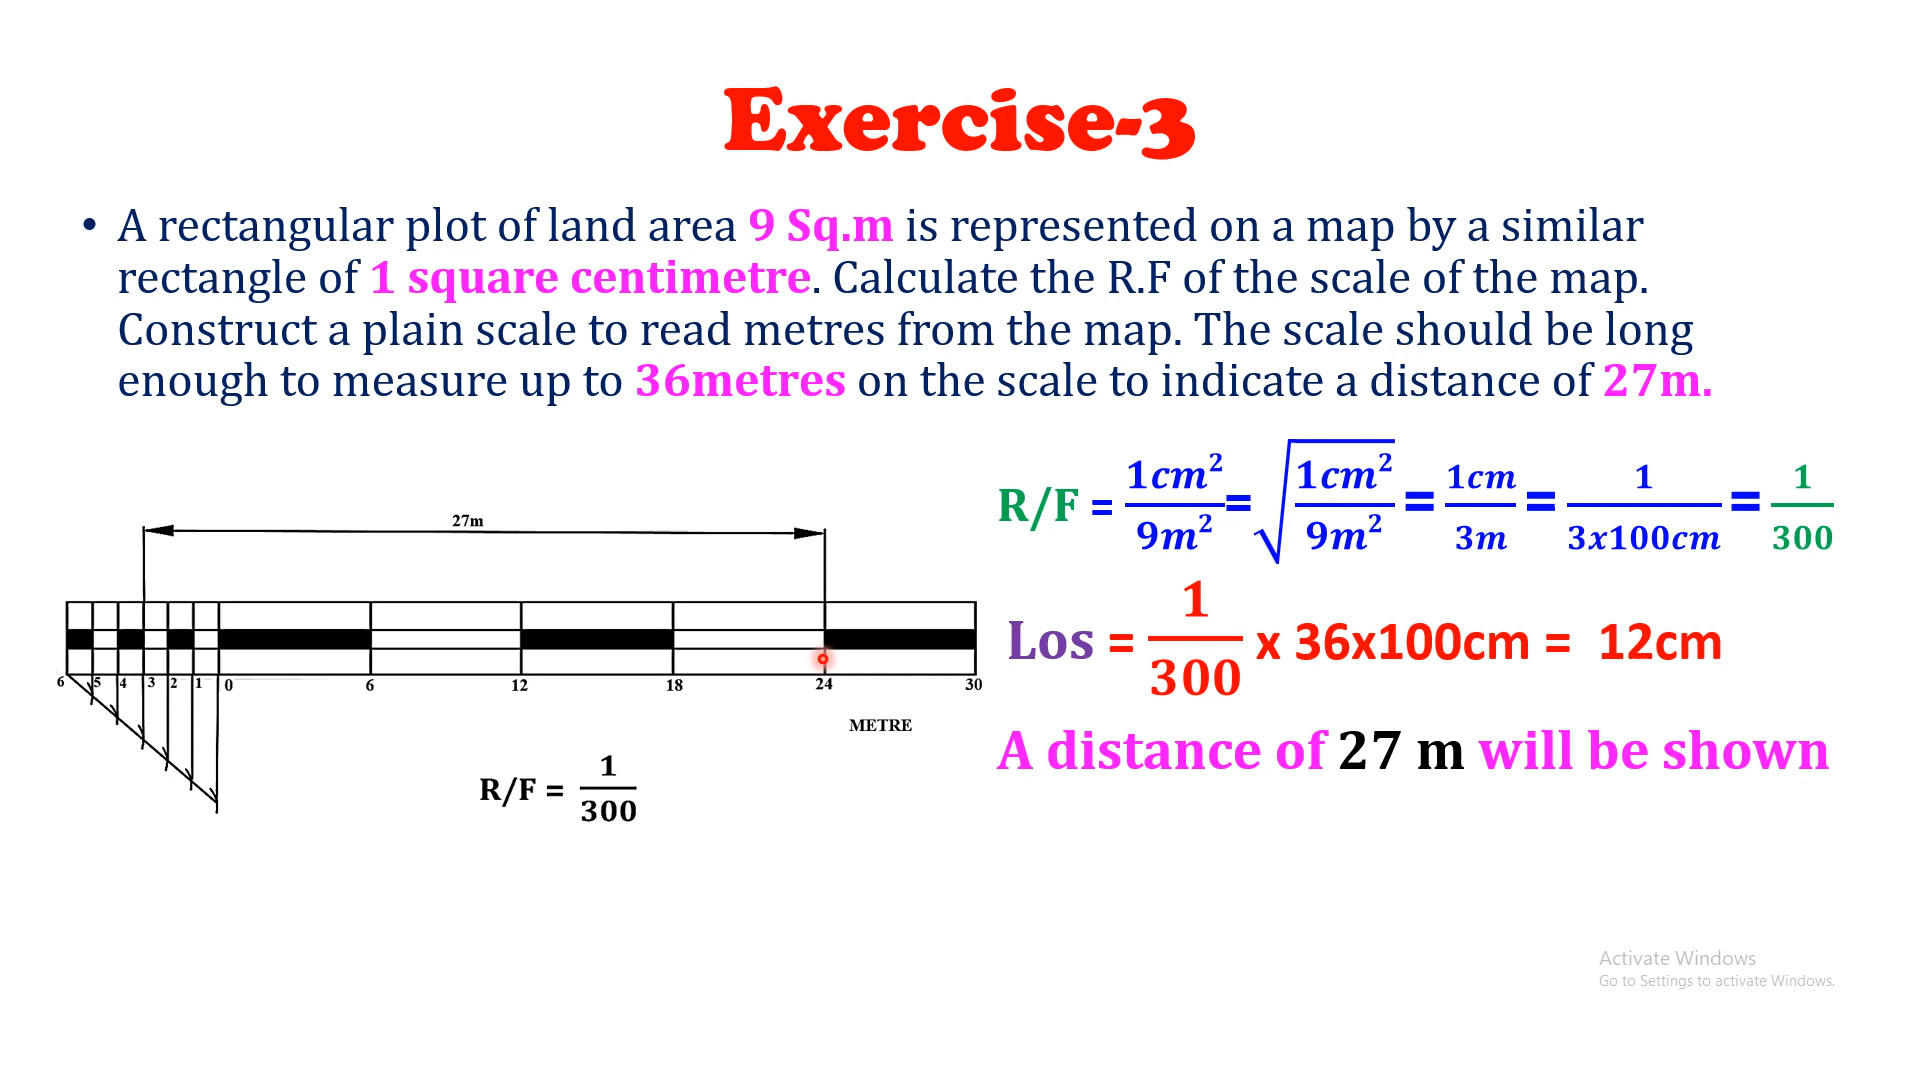 Exercise-3
• A rectangular plot of land area 9 Sq.m is represented on a map by a similar
rectangle of 1 square centimetre. Calculate the R.F of the scale of the map.
Construct a plain scale to read metres from the map. The scale should be long
enough to measure up to 36metres on the scale to indicate a distance of 27m.
R/F = 1cm²/9m² = √(1cm²/9m²) = 1cm/3m = 1/3x100cm = 1/300
27m
Los = 1/300 x 36x100cm = 12cm
6 5 4 3 2 1 0 6 12 18 24 30
METRE
A distance of 27 m will be shown
R/F = 1/300
Activate Windows
Go to Settings to activate Windows.